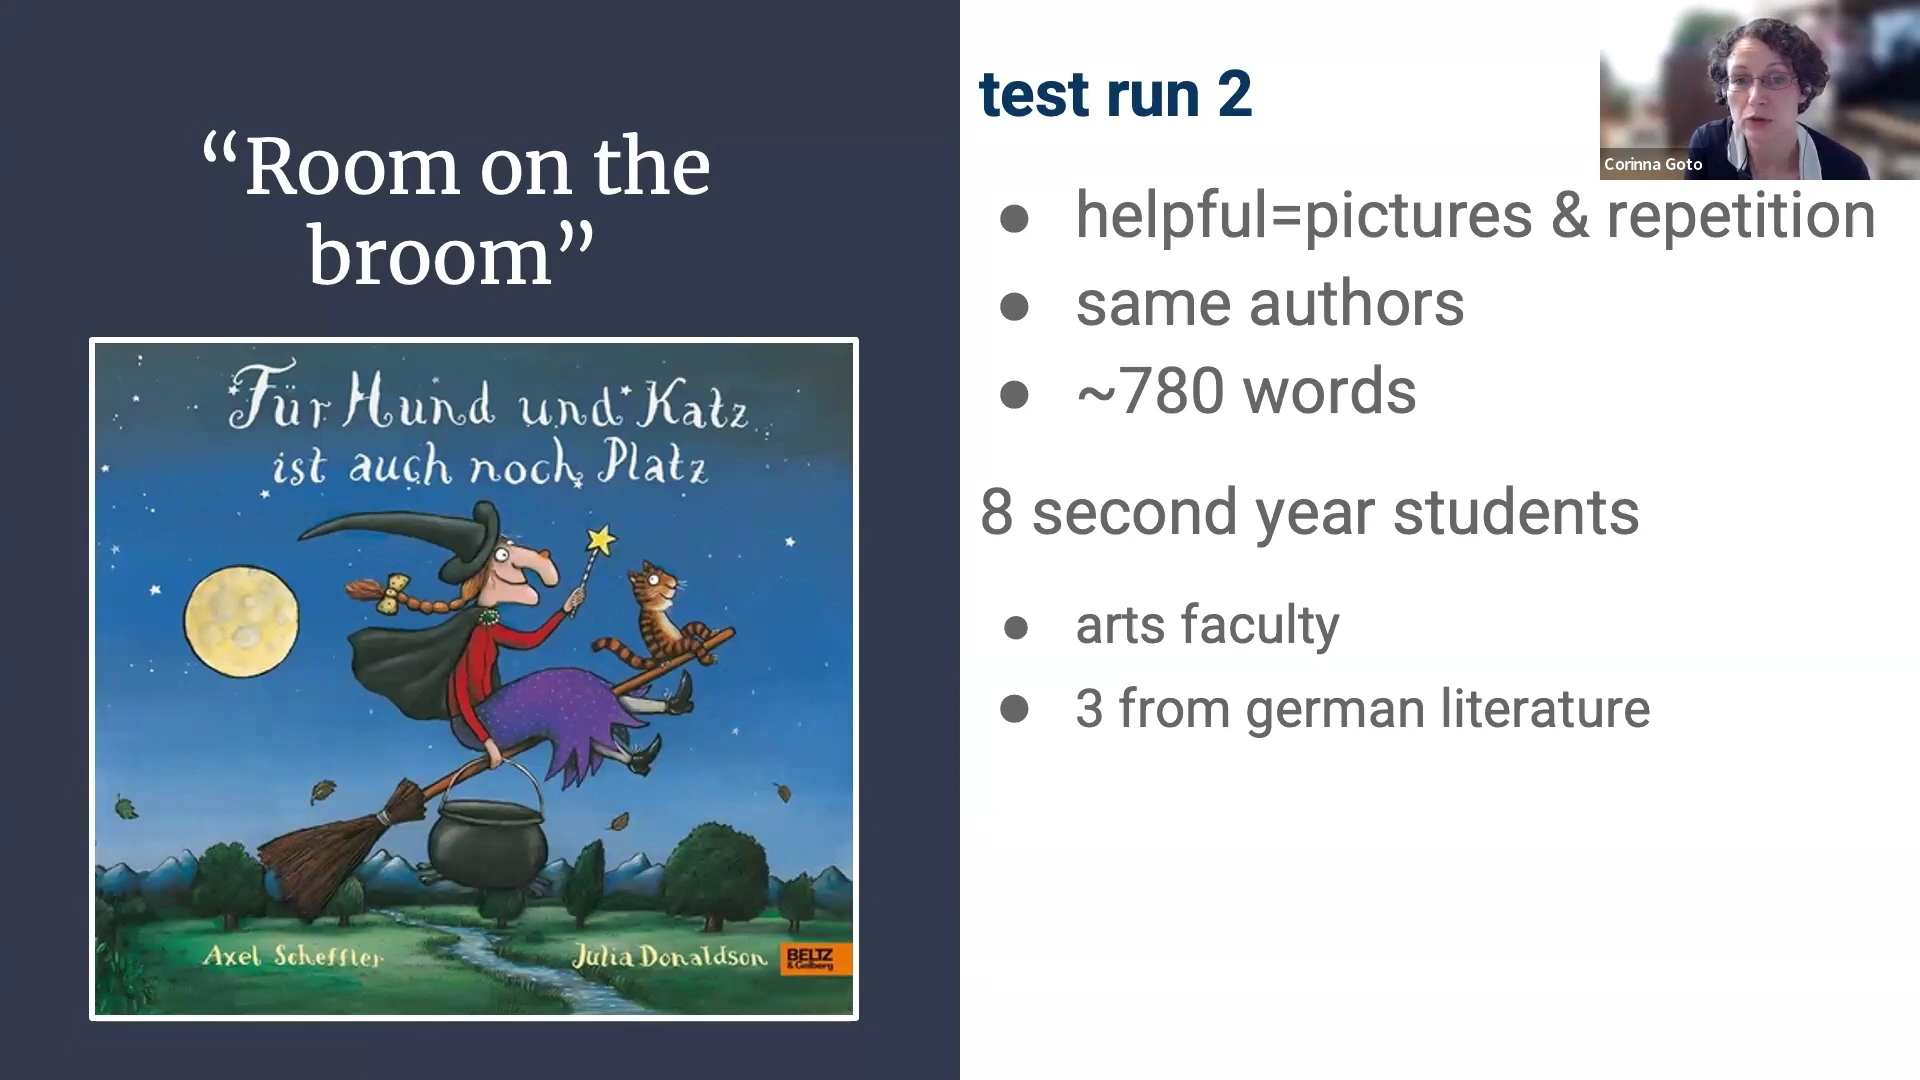 “Room on the
broom”
Für Hund und Katz
ist auch noch Platz
Axel Scheffler
Julia Donaldson
BELTZ
& Gelberg
test run 2
● helpful=pictures & repetition
● same authors
● ~780 words
8 second year students
● arts faculty
● 3 from german literature
Corinna Goto